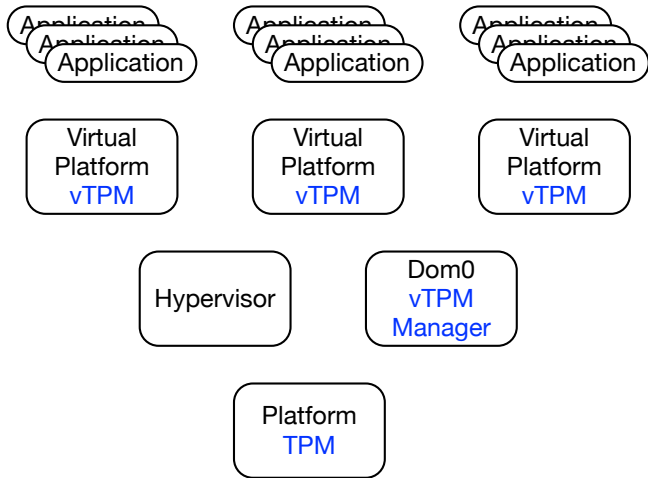 Application
Application
Application
Application
Application
Application
Application
Application
Application
Virtual
Platform
vTPM
Virtual
Platform
vTPM
Virtual
Platform
vTPM
Hypervisor
Dom0
vTPM
Manager
Platform
TPM